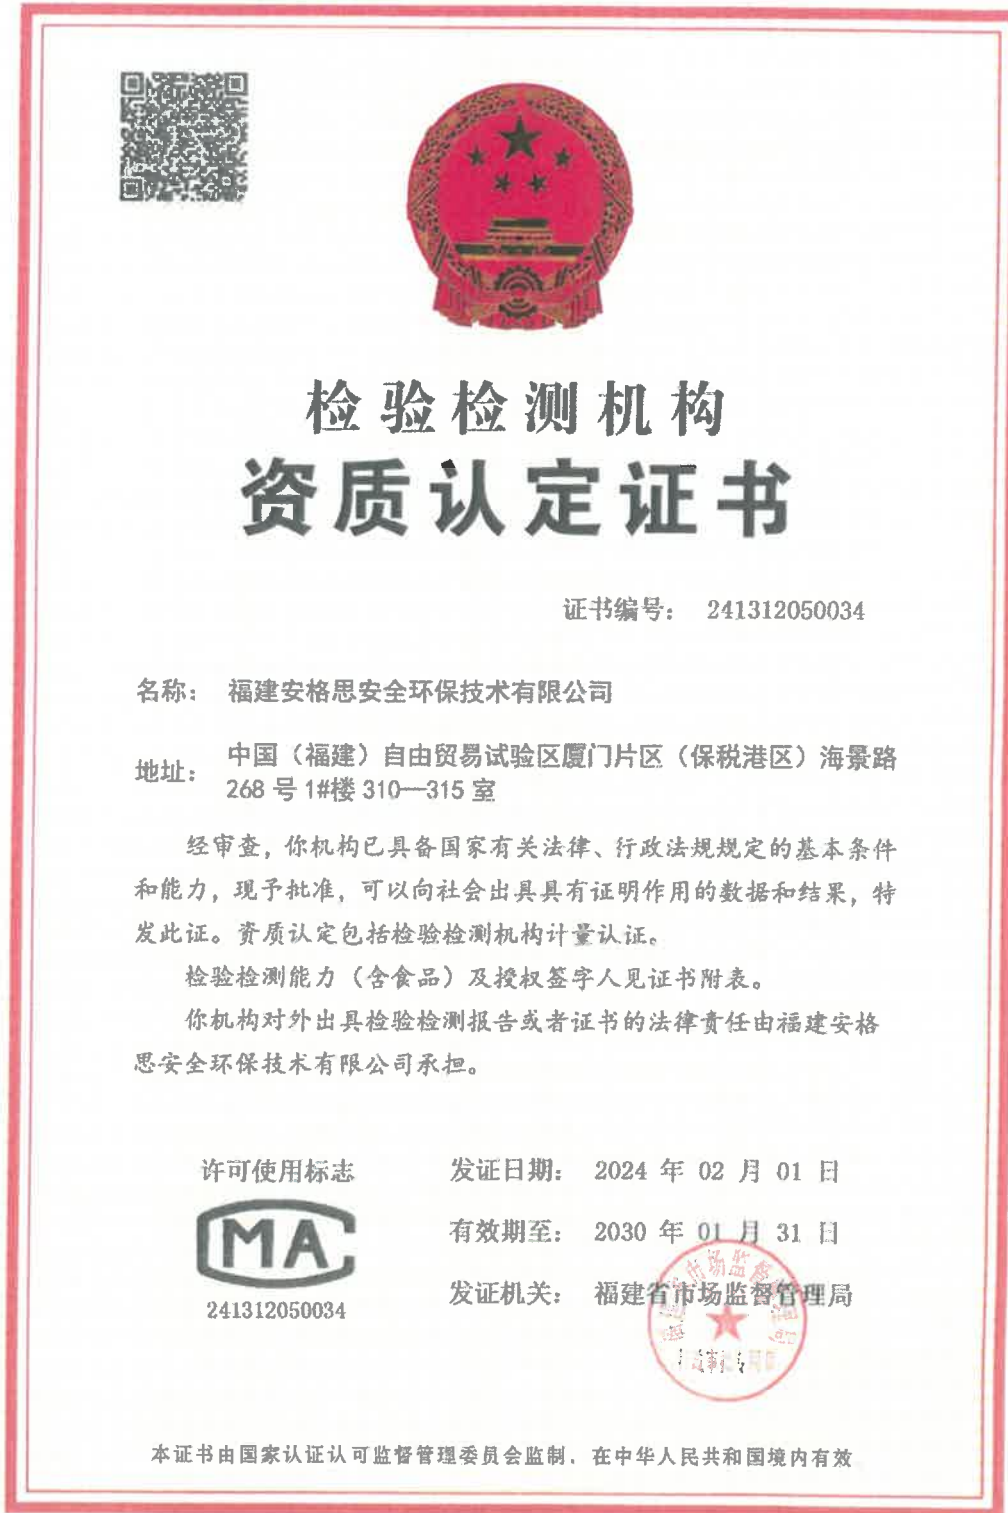 检验检测机构
资质认定证书
证书编号： 241312050034
名称： 福建安格思安全环保技术有限公司
地址： 中国（福建）自由贸易试验区厦门片区（保税港区）海景路
268 号 1#楼 310—315 室
经审查，你机构已具备国家有关法律、行政法规规定的基本条件
和能力，现予批准，可以向社会出具具有证明作用的数据和结果，特
发此证。资质认定包括检验检测机构计量认证。
检验检测能力（含食品）及授权签字人见证书附表。
你机构对外出具检验检测报告或者证书的法律责任由福建安格
思安全环保技术有限公司承担。
许可使用标志
MA
241312050034
发证日期： 2024 年 02 月 01 日
有效期至： 2030 年 01 月 31 日
发证机关： 福建省市场监督管理局
本证书由国家认证认可监督管理委员会监制，在中华人民共和国境内有效